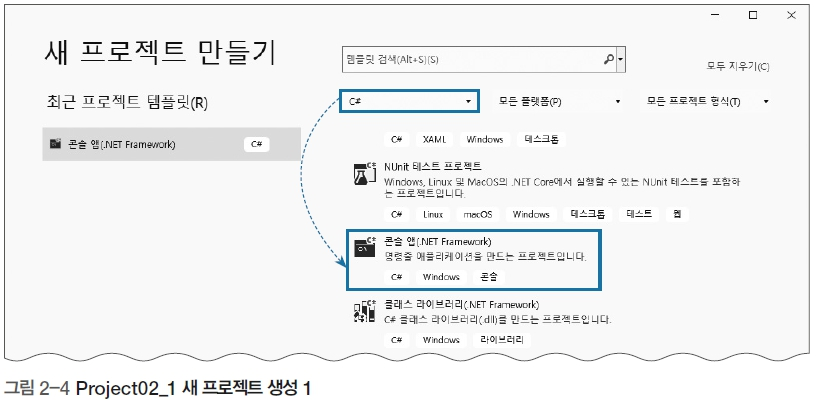 새 프로젝트 만들기
템플릿 검색(Alt+S)(S)
모두 지우기(C)
최근 프로젝트 템플릿(R)
C#
모든 플랫폼(P)
모든 프로젝트 형식(T)
콘솔 앱(.NET Framework)
C#
C# XAML Windows 데스크톱
C#
NUnit 테스트 프로젝트
Windows, Linux 및 MacOS의 .NET Core에서 실행할 수 있는 NUnit 테스트를 포함하
는 프로젝트입니다.
C# Linux macOS Windows 데스크톱 테스트 웹
C#
콘솔 앱(.NET Framework)
명령줄 애플리케이션을 만드는 프로젝트입니다.
C# Windows 콘솔
C#
클래스 라이브러리(.NET Framework)
C# 클래스 라이브러리(.dll)를 만드는 프로젝트입니다.
C# Windows 라이브러리
그림 2-4 Project02_1 새 프로젝트 생성 1